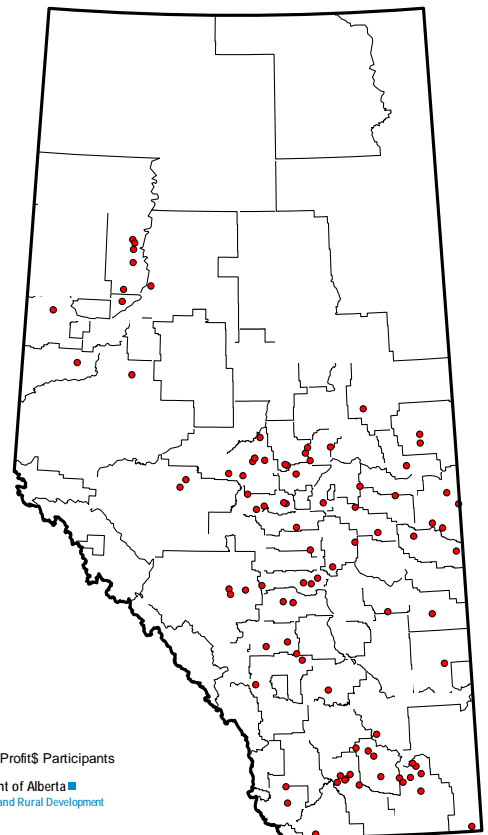 Profit$ Participants
nt of Alberta
and Rural Development